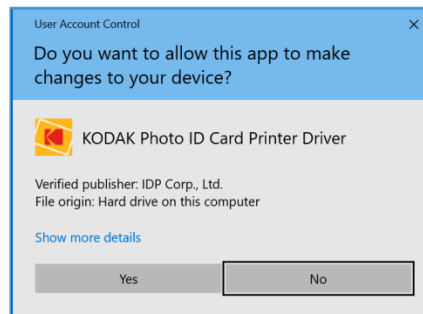 User Account Control
Do you want to allow this app to make
changes to your device?
KODAK Photo ID Card Printer Driver
Verified publisher: IDP Corp., Ltd.
File origin: Hard drive on this computer
Show more details
Yes
No